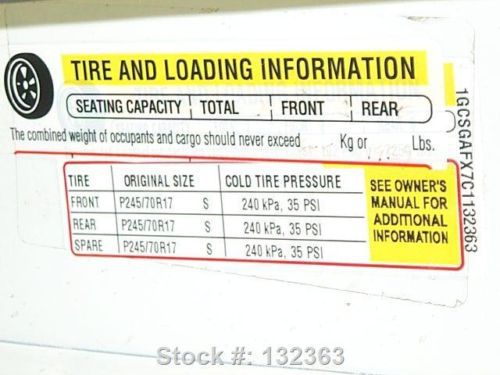 TIRE AND LOADING INFORMATION
SEATING CAPACITY TOTAL FRONT REAR
The combined weight of occupants and cargo should never exceed Kg or Lbs.
TIRE ORIGINAL SIZE COLD TIRE PRESSURE
FRONT P245/70R17 S 240 kPa, 35 PSI
REAR P245/70R17 S 240 kPa, 35 PSI
SPARE P245/70R17 S 240 kPa, 35 PSI
SEE OWNER'S
MANUAL FOR
ADDITIONAL
INFORMATION
1GCSGAFX7C1132363
Stock #: 132363